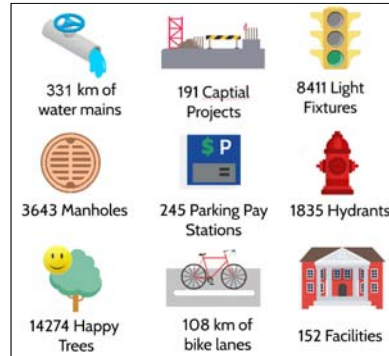 331 km of
water mains
191 Captial
Projects
8411 Light
Fixtures
3643 Manholes
$ P
245 Parking Pay
Stations
1835 Hydrants
14274 Happy
Trees
108 km of
bike lanes
152 Facilities